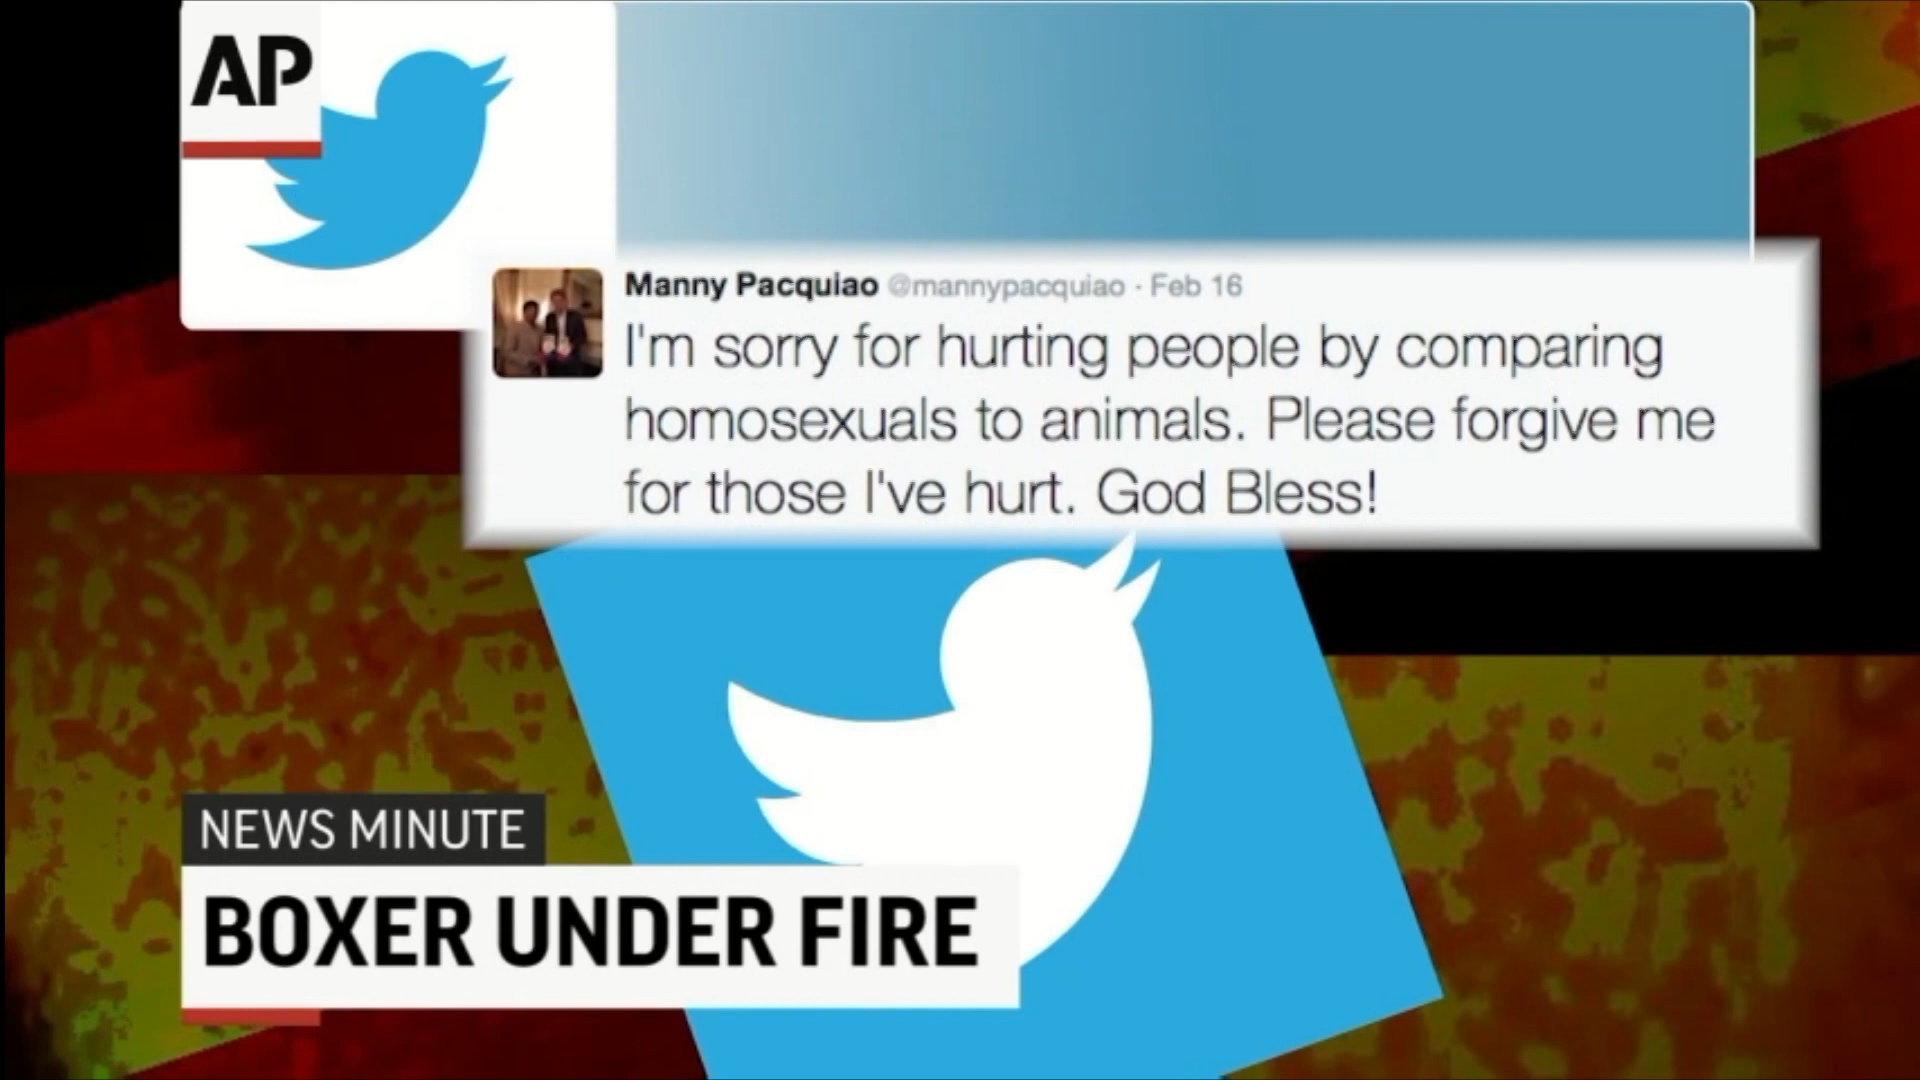 AP
Manny Pacquiao @mannypacquiao · Feb 16
I'm sorry for hurting people by comparing
homosexuals to animals. Please forgive me
for those I've hurt. God Bless!
NEWS MINUTE
BOXER UNDER FIRE